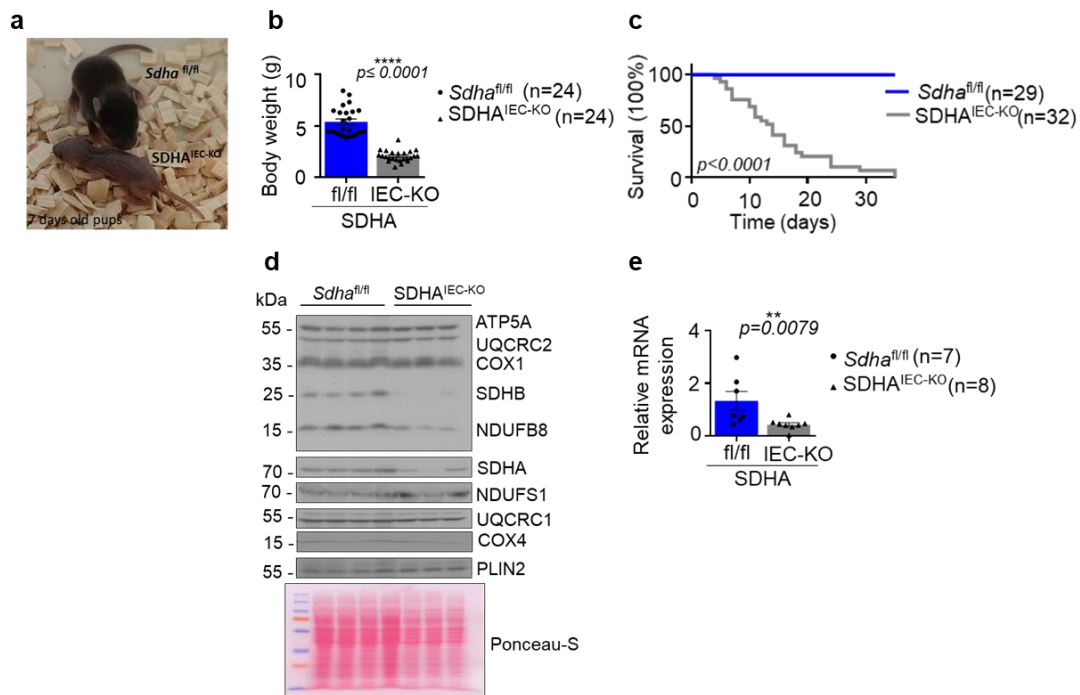 a
Sdha fl/fl
SDHA IEC-KO
7 days old pups
b
****
p≤ 0.0001
Body weight (g)
10
5
0
fl/fl IEC-KO
SDHA
Sdha fl/fl (n=24)
SDHA IEC-KO (n=24)
c
Survival (100%)
100
50
0
p<0.0001
0 10 20 30
Time (days)
Sdha fl/fl (n=29)
SDHA IEC-KO (n=32)
d
kDa
Sdha fl/fl SDHA IEC-KO
55 -
35 -
25 -
15 -
70 -
70 -
55 -
15 -
55 -
ATP5A
UQCRC2
COX1
SDHB
NDUFB8
SDHA
NDUFS1
UQCRC1
COX4
PLIN2
Ponceau-S
e
**
p=0.0079
Relative mRNA
expression
4
2
0
fl/fl IEC-KO
SDHA
Sdha fl/fl (n=7)
SDHA IEC-KO (n=8)